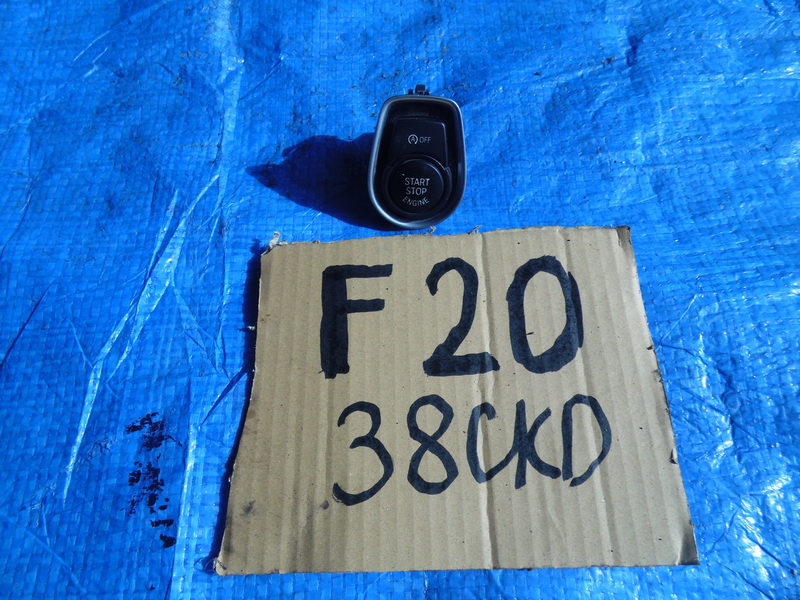 OFF
START
STOP
ENGINE
F20
38CKD